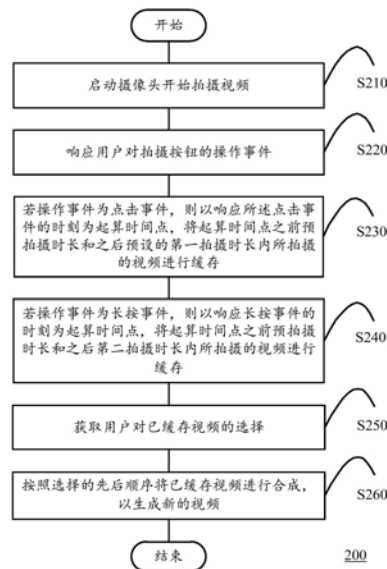 开始
启动摄像头开始拍摄视频
S210
响应用户对拍摄按钮的操作事件
S220
若操作事件为点击事件，则以响应所述点击
事件的时刻为起算时间点，将起算时间点之前预
拍摄时长和之后预设的第一拍摄时长内所拍摄
的视频进行缓存
S230
若操作事件为长按事件，则以响应长按事件的
时刻为起算时间点，将起算时间点之前预拍摄
时长和之后第二拍摄时长内所拍摄的视频进行
缓存
S240
获取用户对已缓存视频的选择
S250
按照选择的先后顺序将已缓存视频进行合成，
以生成新的视频
S260
结束
200